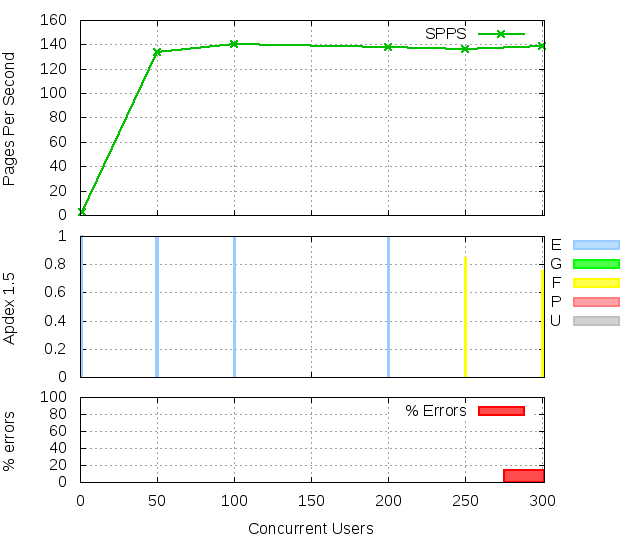 Pages Per Second
160
140
120
100
80
60
40
20
0
SPPS
Apdex 1.5
1
0.8
0.6
0.4
0.2
0
E
G
F
P
U
% errors
100
80
60
40
20
0
% Errors
0 50 100 150 200 250 300
Concurrent Users